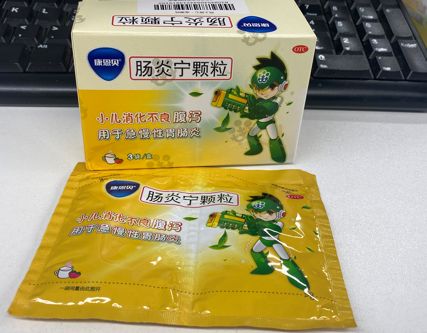 肠炎宁颗粒
康恩贝
肠炎宁颗粒
OTC
小儿消化不良 腹泻
用于急慢性胃肠炎
康恩贝
肠炎宁颗粒
小儿消化不良 腹泻
用于急慢性胃肠炎